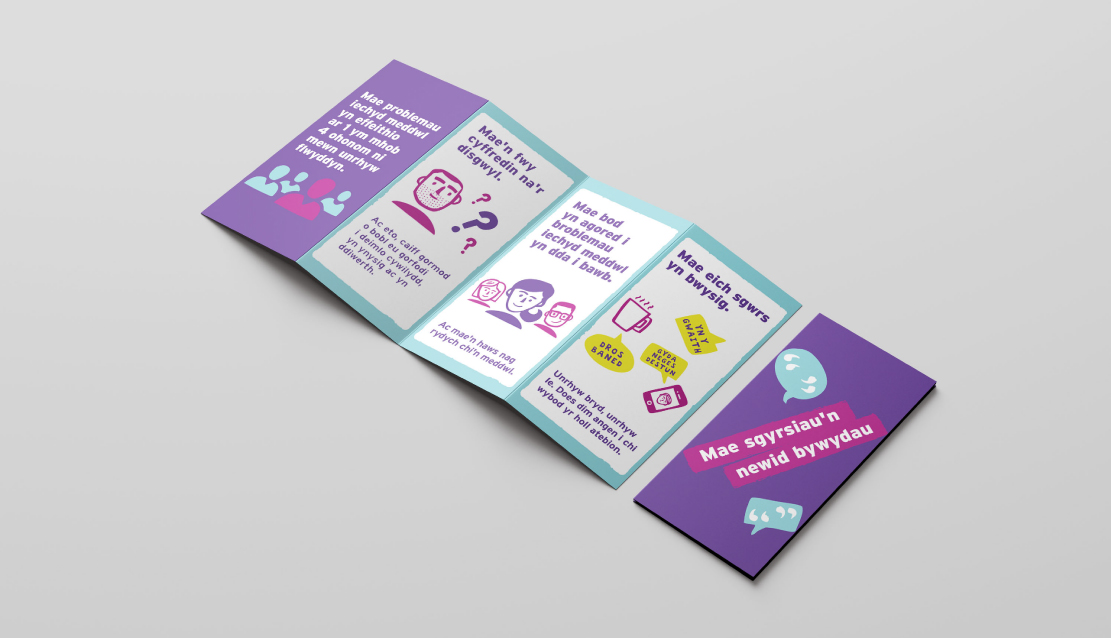 Mae problemau
iechyd meddwl
yn effeithio
ar 1 ym mhob
4 ohonom ni
mewn unrhyw
flwyddyn.
Mae'n fwy
cyffredin na'r
disgwyl.
?
?
?
Ac eto, caiff gormod
o bobl eu gorfodi
i deimlo cywilydd,
yn ynysig ac yn
ddiwerth.
Mae bod
yn agored i
broblemau
iechyd meddwl
yn dda i bawb.
Ac mae'n haws nag
rydych chi'n meddwl.
Mae eich sgwrs
yn bwysig.
YN Y
GWAITH
DROS
BANED
GYDA
NEGES
DESTUN
Unrhyw bryd, unrhyw
le. Does dim angen i chi
wybod yr holl atebion.
Mae sgyrsiau'n
newid bywydau